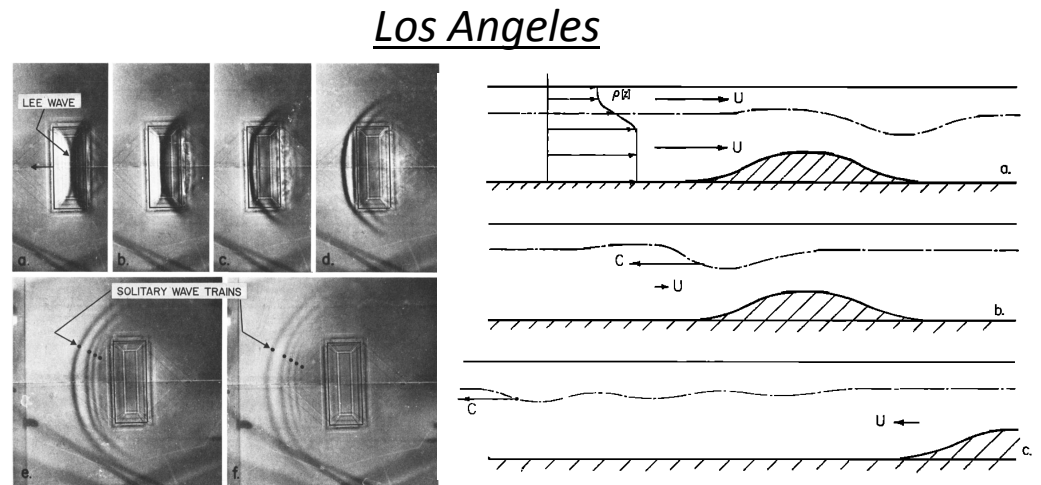 Los Angeles
LEE WAVE
a.
b.
c.
d.
SOLITARY WAVE TRAINS
e.
f.
U
U
a.
C
U
b.
C
U
c.